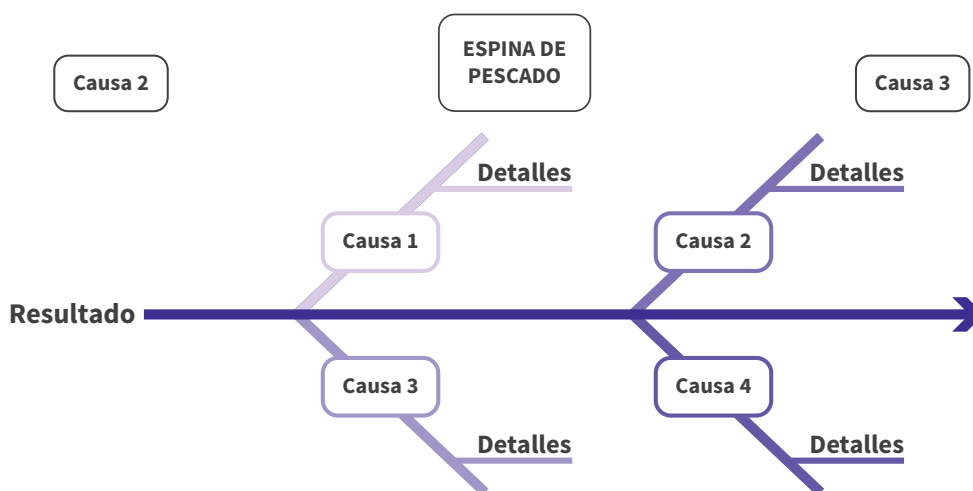 ESPINA DE
PESCADO
Causa 2
Causa 3
Detalles
Detalles
Causa 1
Causa 2
Resultado
Causa 3
Causa 4
Detalles
Detalles